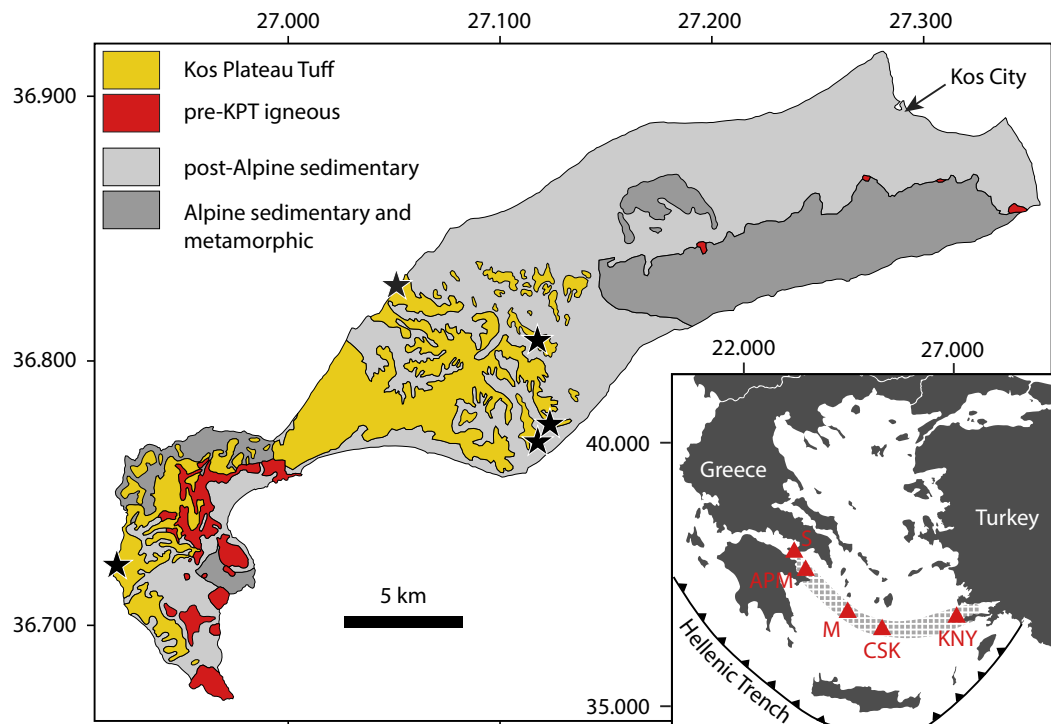 27.000 27.100 27.200 27.300
36.900
36.800
36.700
Kos Plateau Tuff
pre-KPT igneous
post-Alpine sedimentary
Alpine sedimentary and
metamorphic
Kos City
5 km
22.000 27.000
40.000
35.000
Greece
Turkey
S
APM
M
CSK
KNY
Hellenic Trench